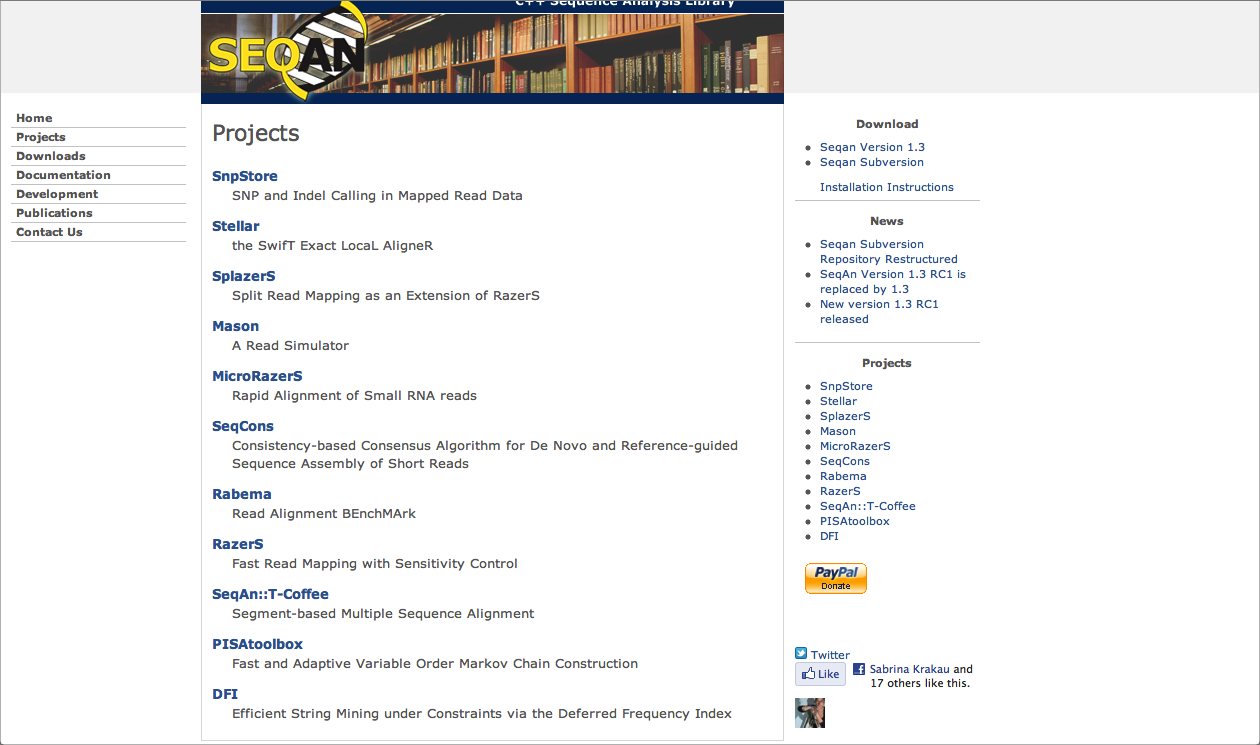 C++ Sequence Analysis Library
SEQAN
Home
Projects
Downloads
Documentation
Development
Publications
Contact Us
Projects
SnpStore
SNP and Indel Calling in Mapped Read Data
Stellar
the SwifT Exact LocaL AligneR
SplazerS
Split Read Mapping as an Extension of RazerS
Mason
A Read Simulator
MicroRazerS
Rapid Alignment of Small RNA reads
SeqCons
Consistency-based Consensus Algorithm for De Novo and Reference-guided
Sequence Assembly of Short Reads
Rabema
Read Alignment BEnchMArk
RazerS
Fast Read Mapping with Sensitivity Control
SeqAn::T-Coffee
Segment-based Multiple Sequence Alignment
PISAtoolbox
Fast and Adaptive Variable Order Markov Chain Construction
DFI
Efficient String Mining under Constraints via the Deferred Frequency Index
Download
Seqan Version 1.3
Seqan Subversion
Installation Instructions
News
Seqan Subversion
Repository Restructured
SeqAn Version 1.3 RC1 is
replaced by 1.3
New version 1.3 RC1
released
Projects
SnpStore
Stellar
SplazerS
Mason
MicroRazerS
SeqCons
Rabema
RazerS
SeqAn::T-Coffee
PISAtoolbox
DFI
PayPal
Donate
Twitter
Like
Sabrina Krakau and
17 others like this.